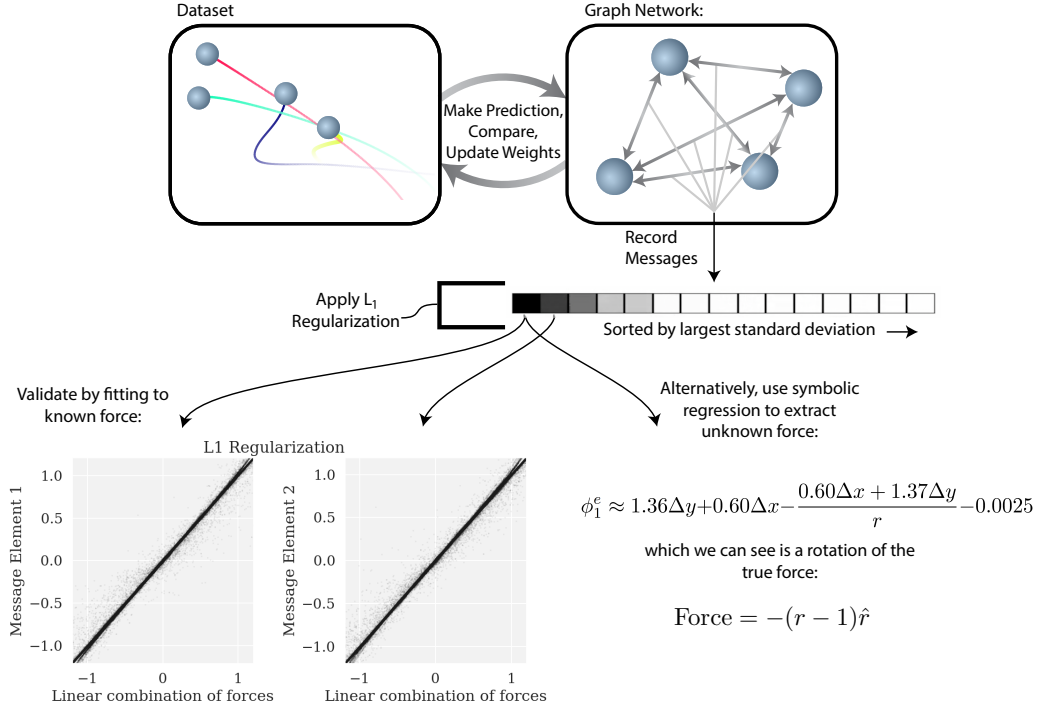 Dataset
Graph Network:
Make Prediction,
Compare,
Update Weights
Record
Messages
Apply L₁
Regularization
Sorted by largest standard deviation
Validate by fitting to
known force:
Alternatively, use symbolic
regression to extract
unknown force:
L1 Regularization
Message Element 1
1.0
0.5
0.0
−0.5
−1.0
−1 0 1
Linear combination of forces
Message Element 2
1.0
0.5
0.0
−0.5
−1.0
−1 0 1
Linear combination of forces
ϕ₁ᵉ ≈ 1.36Δy+0.60Δx−(0.60Δx + 1.37Δy)/r−0.0025
which we can see is a rotation of the
true force:
Force = −(r − 1)r̂